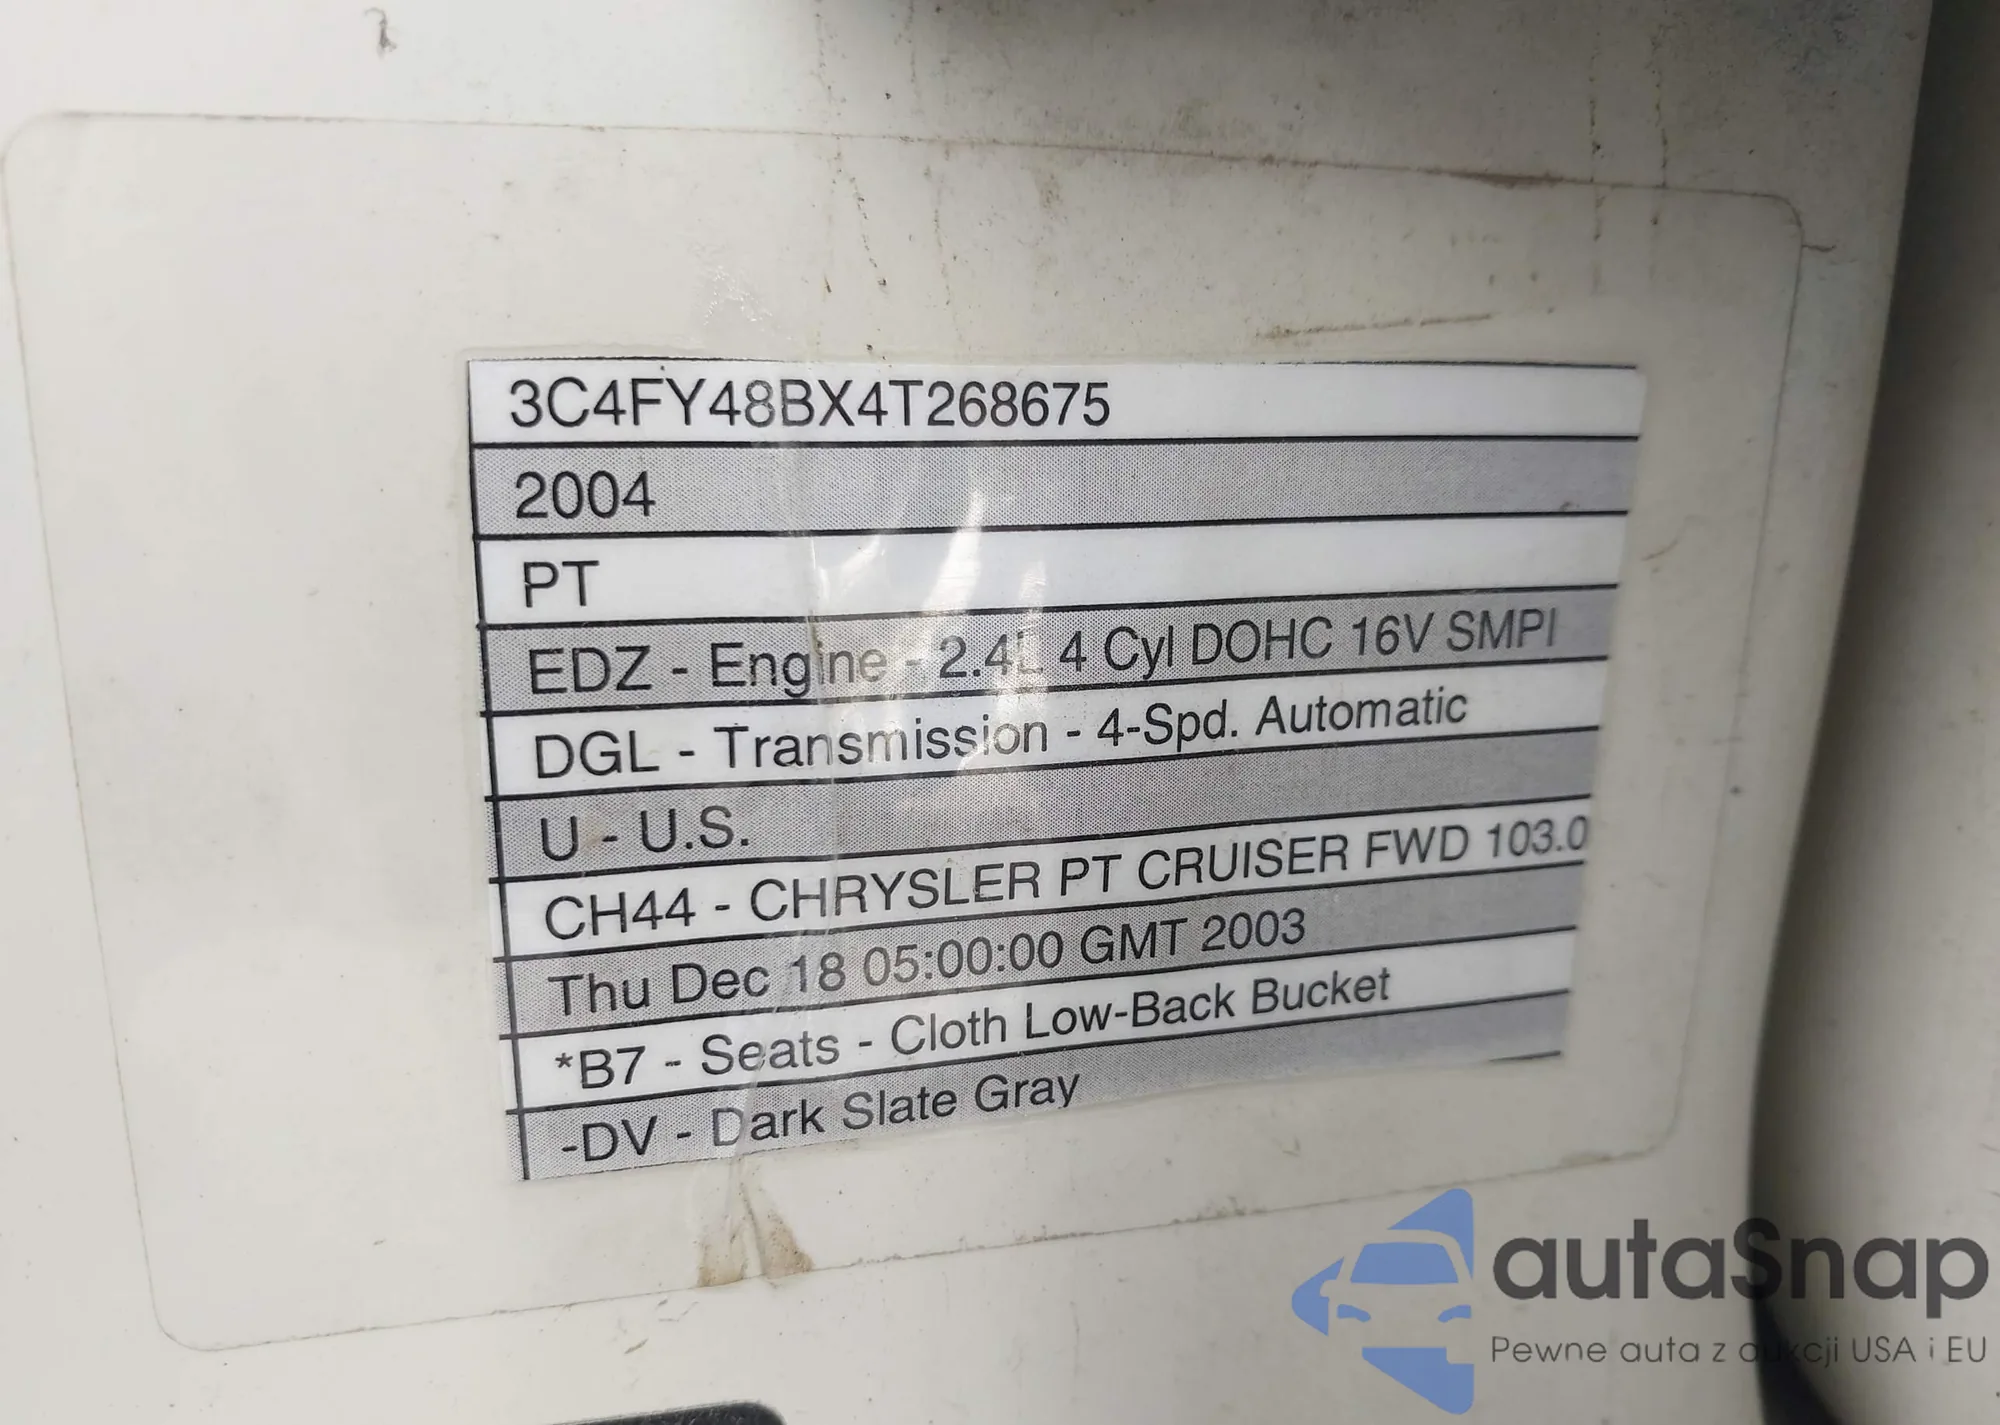 3C4FY48BX4T268675
2004
PT
EDZ - Engine - 2.4L 4 Cyl DOHC 16V SMPI
DGL - Transmission - 4-Spd. Automatic
U - U.S.
CH44 - CHRYSLER PT CRUISER FWD 103.0
Thu Dec 18 05:00:00 GMT 2003
*B7 - Seats - Cloth Low-Back Bucket
-DV - Dark Slate Gray
autaSnap
Pewne auta z aukcji USA i EU